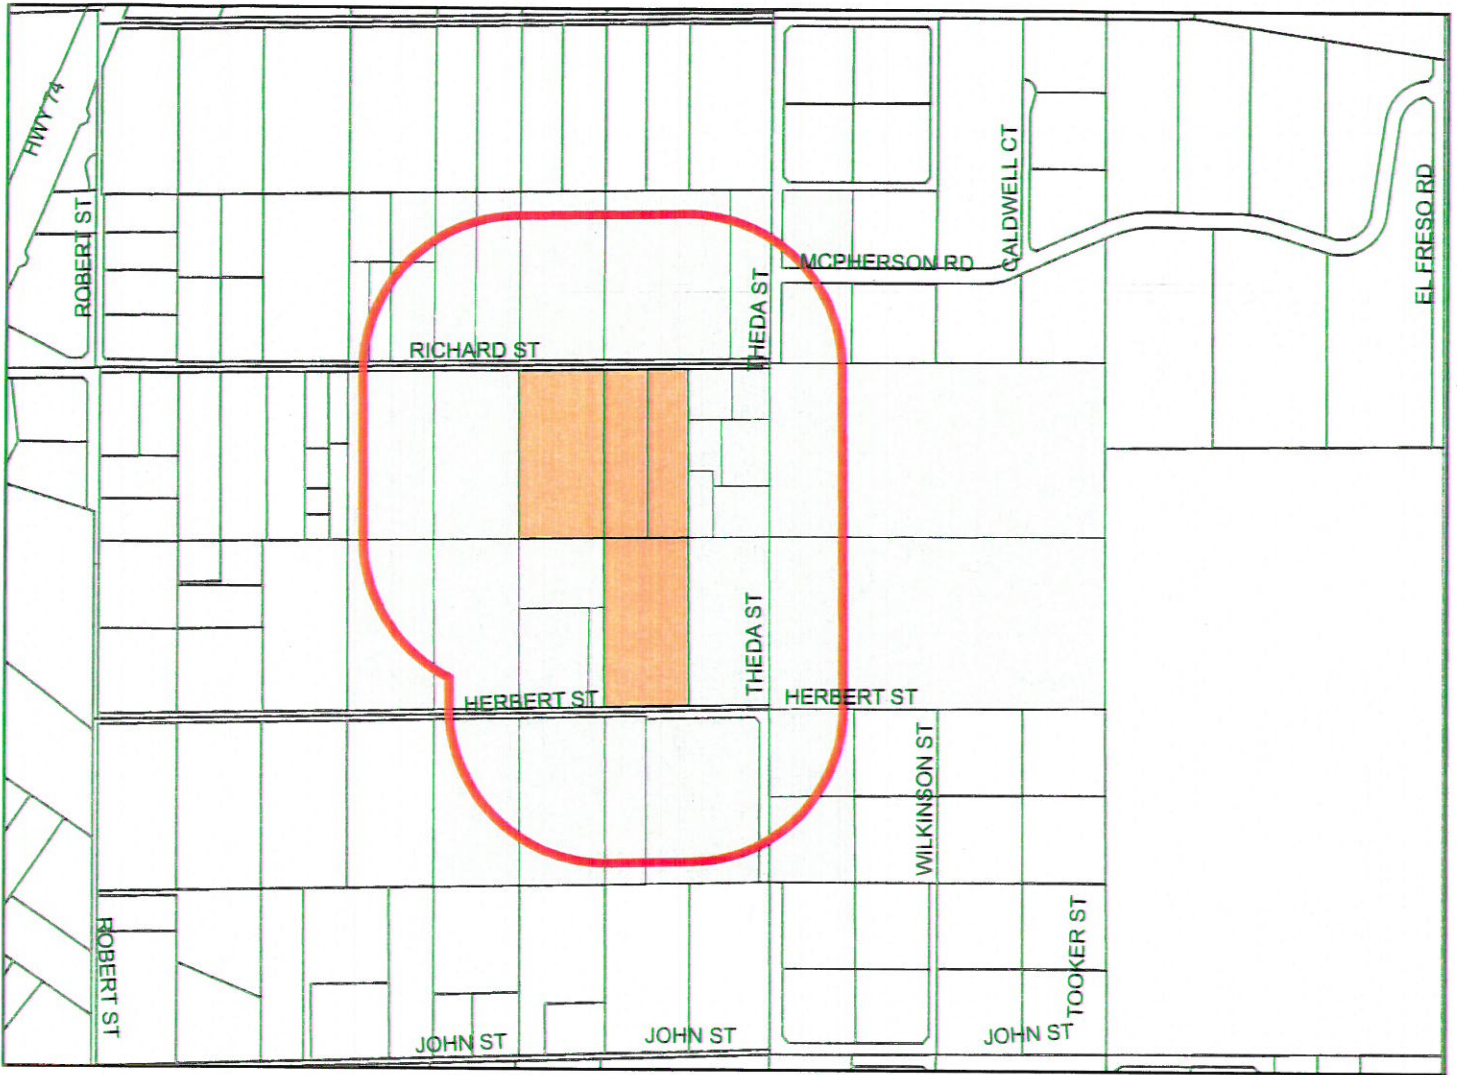 HWY 74
ROBERT ST
CALDWELL CT
EL FRESO RD
MCPHERSON RD
THEDA ST
RICHARD ST
THEDA ST
HERBERT ST
HERBERT ST
WILKINSON ST
ROBERT ST
TOOKER ST
JOHN ST
JOHN ST
JOHN ST